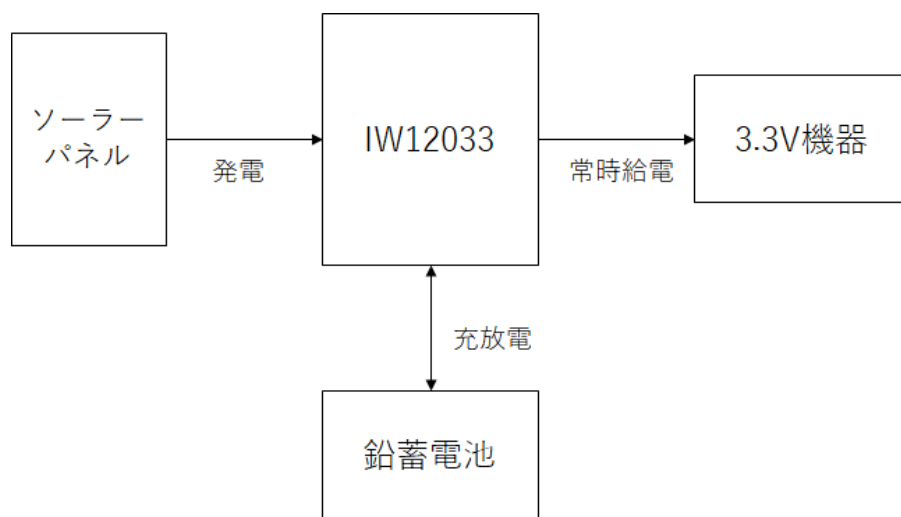 ソーラー
パネル
発電
IW12033
常時給電
3.3V機器
充放電
鉛蓄電池